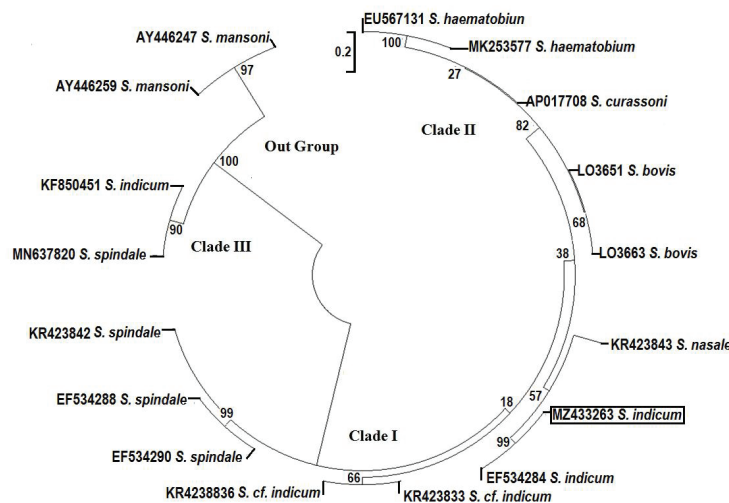 EU567131 S. haematobiun
AY446247 S. mansoni
0.2
100
MK253577 S. haematobium
97
27
AY446259 S. mansoni
AP017708 S. curassoni
82
Clade II
Out Group
100
LO3651 S. bovis
KF850451 S. indicum
68
90
Clade III
38
MN637820 S. spindale
LO3663 S. bovis
KR423842 S. spindale
KR423843 S. nasale
57
EF534288 S. spindale
18
MZ433263 S. indicum
99
Clade I
99
EF534290 S. spindale
66
EF534284 S. indicum
KR4238836 S. cf. indicum
KR423833 S. cf. indicum